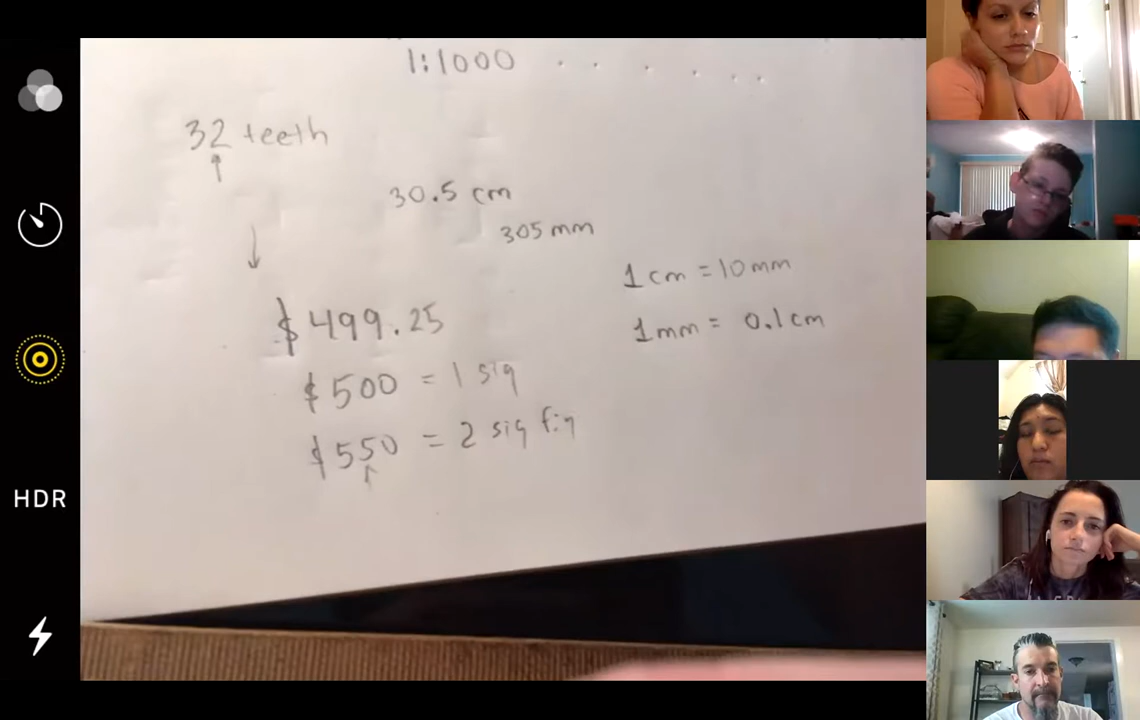 1:1000 . . . . . .
32 teeth
30.5 cm
305 mm
1 cm = 10 mm
$499.25
1 mm = 0.1 cm
$500 = 1 sig
$550 = 2 sig fig
HDR